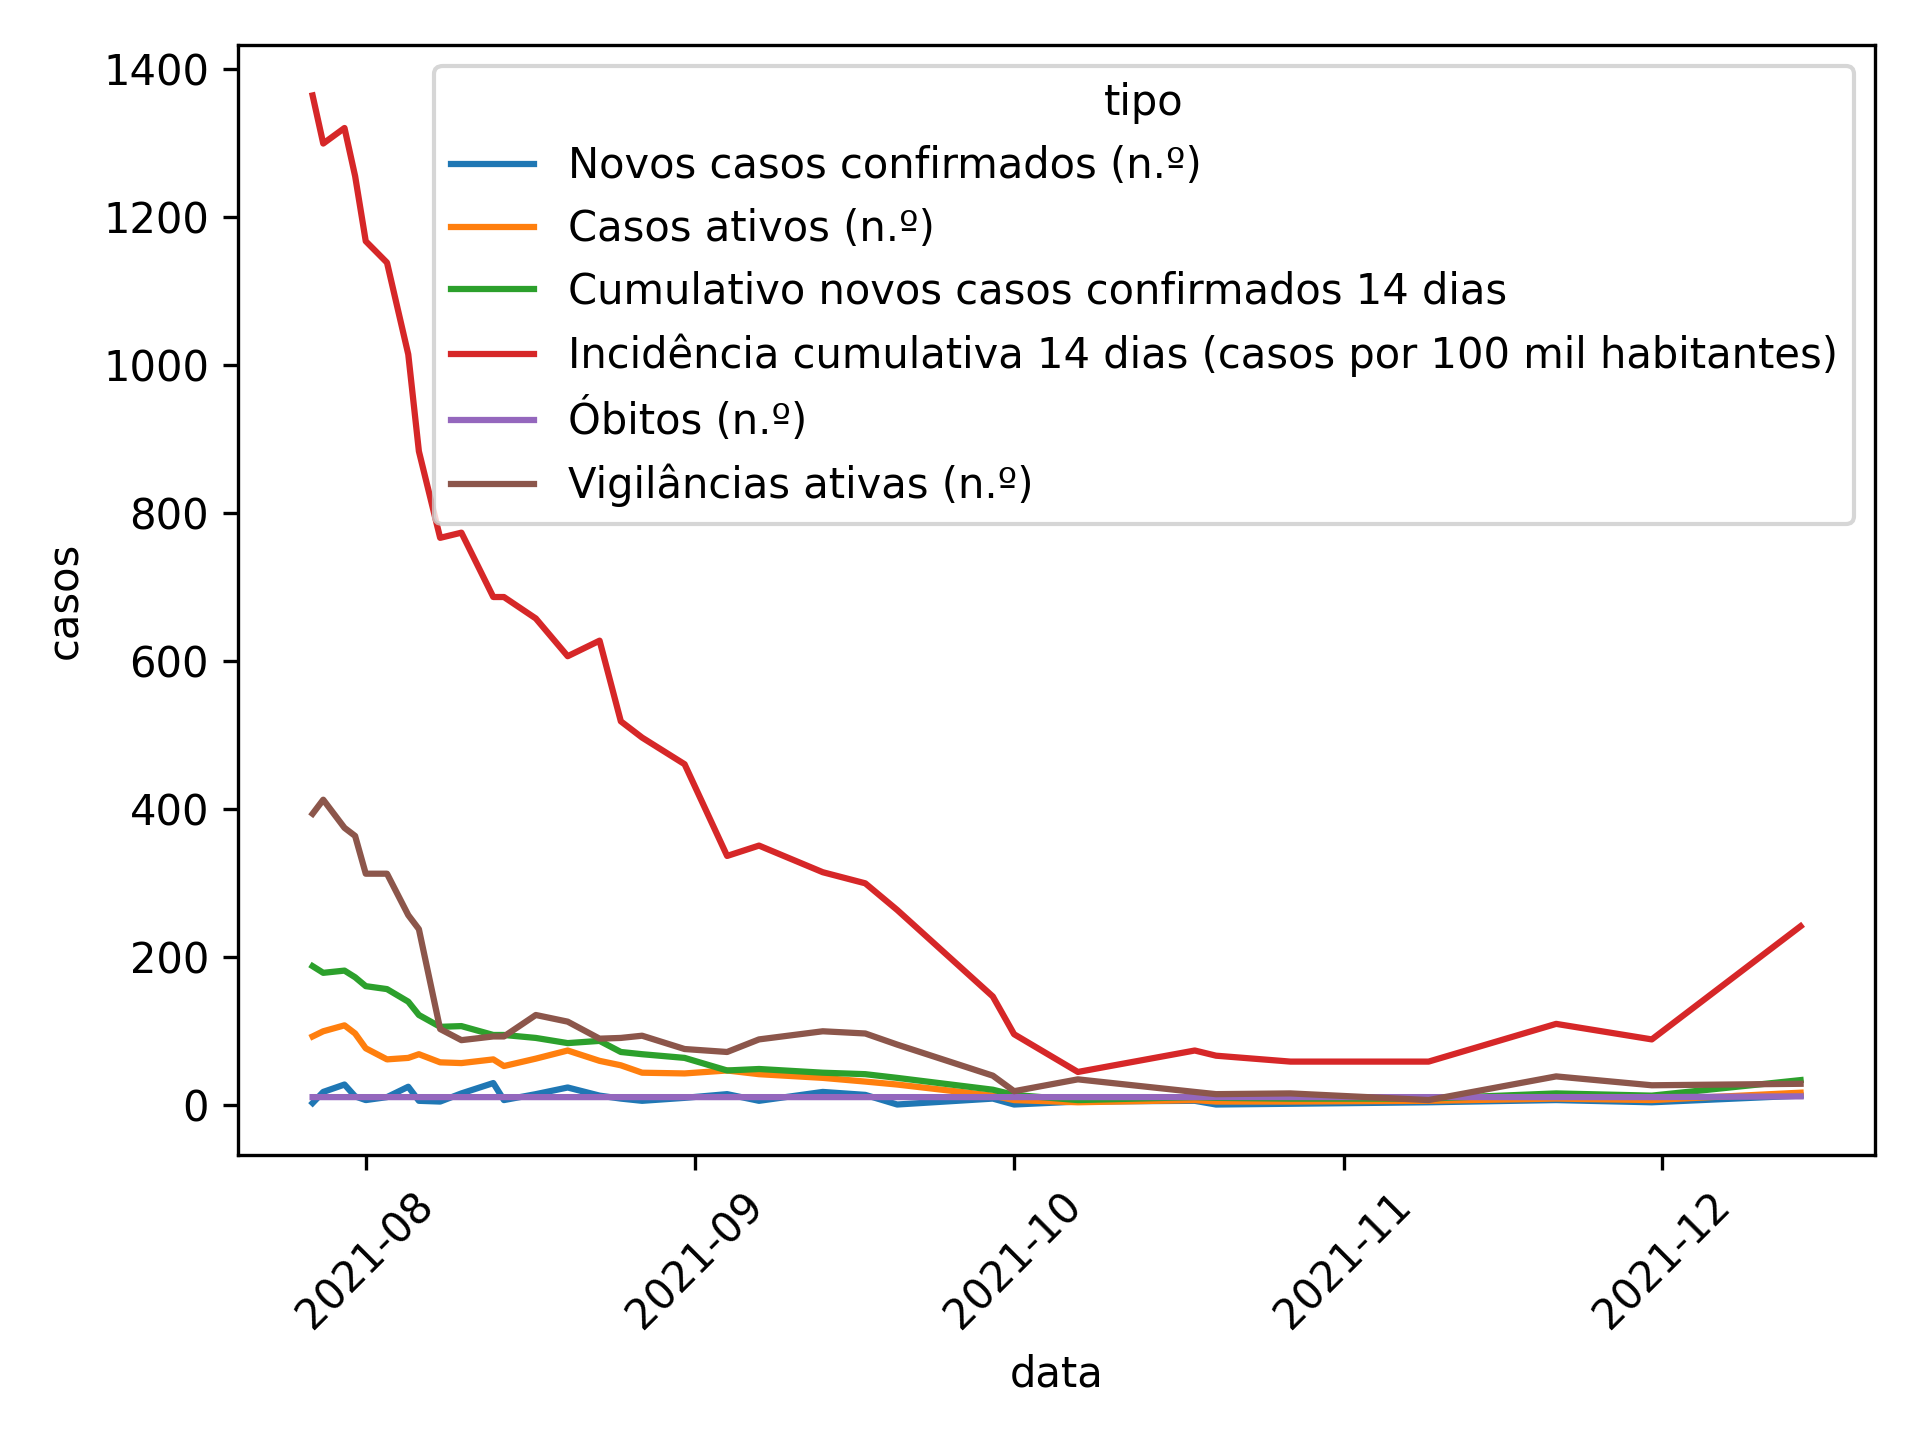 1400
1200
1000
800
600
400
200
0
casos
tipo
Novos casos confirmados (n.º)
Casos ativos (n.º)
Cumulativo novos casos confirmados 14 dias
Incidência cumulativa 14 dias (casos por 100 mil habitantes)
Óbitos (n.º)
Vigilâncias ativas (n.º)
2021-08
2021-09
2021-10
2021-11
2021-12
data